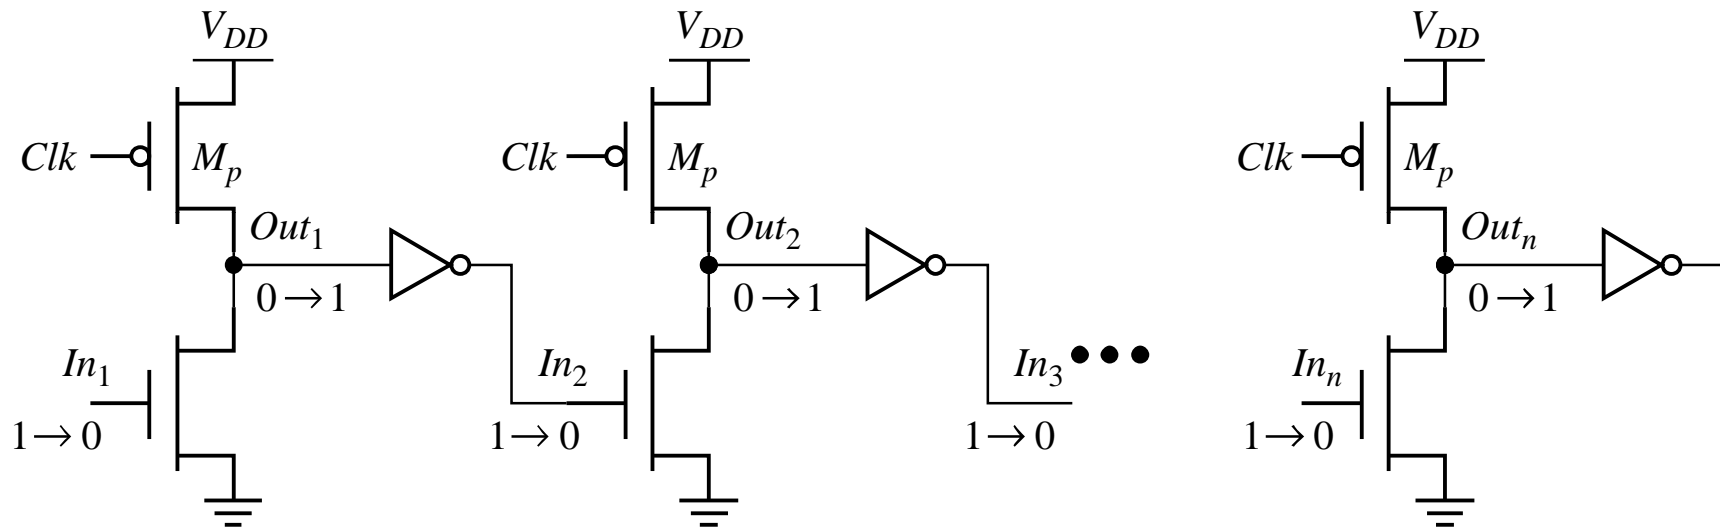 V_DD V_DD V_DD
Clk M_p Clk M_p Clk M_p
Out_1 Out_2 Out_n
0→1 0→1 0→1
In_1 In_2 In_3 In_n
1→0 1→0 1→0 1→0